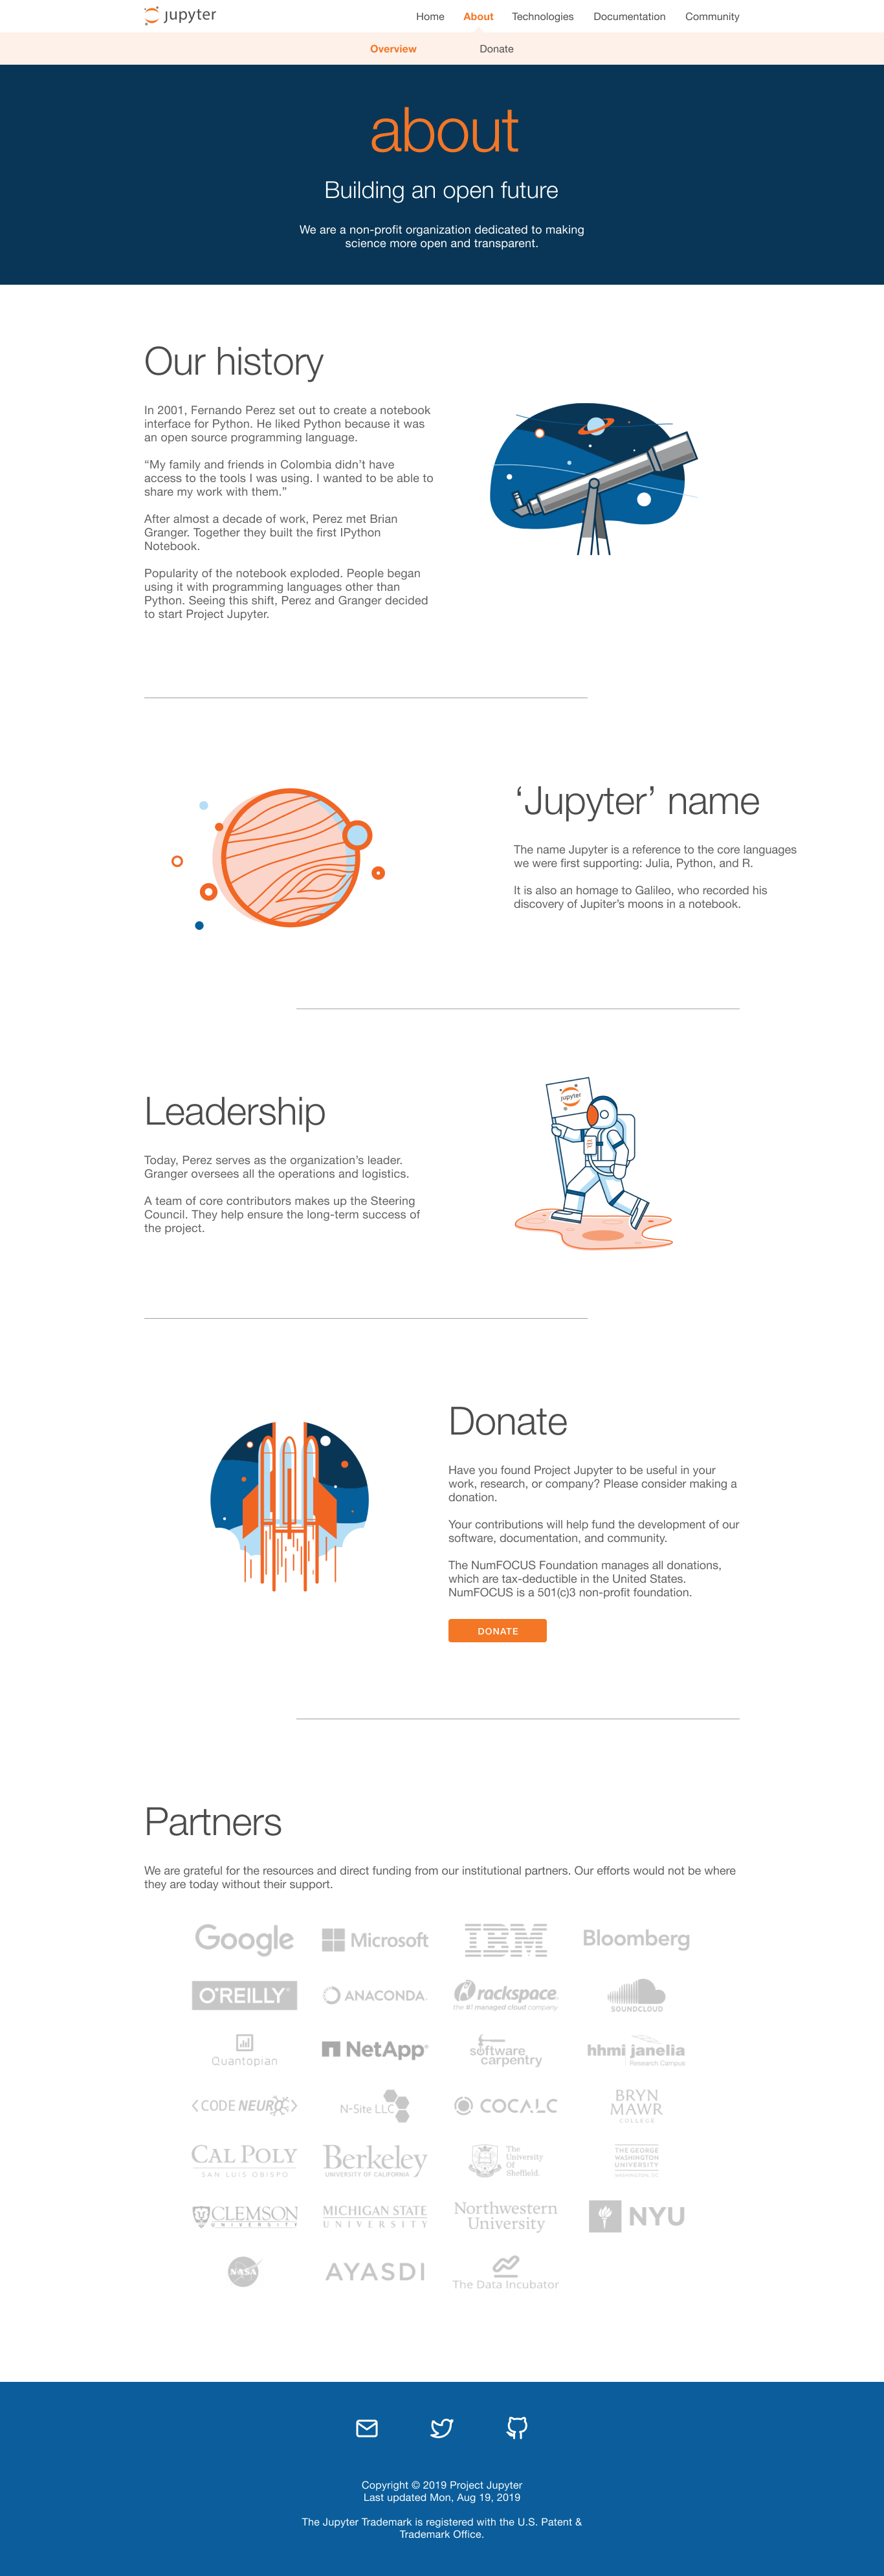 jupyter
Home About Technologies Documentation Community
Overview Donate
about
Building an open future
We are a non-profit organization dedicated to making
science more open and transparent.
Our history
In 2001, Fernando Perez set out to create a notebook
interface for Python. He liked Python because it was
an open source programming language.
“My family and friends in Colombia didn’t have
access to the tools I was using. I wanted to be able to
share my work with them.”
After almost a decade of work, Perez met Brian
Granger. Together they built the first IPython
Notebook.
Popularity of the notebook exploded. People began
using it with programming languages other than
Python. Seeing this shift, Perez and Granger decided
to start Project Jupyter.
‘Jupyter’ name
The name Jupyter is a reference to the core languages
we were first supporting: Julia, Python, and R.
It is also an homage to Galileo, who recorded his
discovery of Jupiter’s moons in a notebook.
jupyter
Leadership
Today, Perez serves as the organization’s leader.
Granger oversees all the operations and logistics.
A team of core contributors makes up the Steering
Council. They help ensure the long-term success of
the project.
Donate
Have you found Project Jupyter to be useful in your
work, research, or company? Please consider making a
donation.
Your contributions will help fund the development of our
software, documentation, and community.
The NumFOCUS Foundation manages all donations,
which are tax-deductible in the United States.
NumFOCUS is a 501(c)3 non-profit foundation.
DONATE
Partners
We are grateful for the resources and direct funding from our institutional partners. Our efforts would not be where
they are today without their support.
Google Microsoft IBM Bloomberg
O'REILLY® ANACONDA. rackspace.
the #1 managed cloud company
SOUNDCLOUD
Quantopian
NetApp®
software
carpentry
hhmi janelia
Research Campus
<CODE NEURO>
N-Site LLC
COCALC
BRYN
MAWR
COLLEGE
CAL POLY
SAN LUIS OBISPO
Berkeley
UNIVERSITY OF CALIFORNIA
The
University
Of
Sheffield.
THE GEORGE
WASHINGTON
UNIVERSITY
WASHINGTON, DC
CLEMSON
UNIVERSITY
MICHIGAN STATE
UNIVERSITY
Northwestern
University
NYU
NASA
AYASDI
The Data Incubator
Copyright © 2019 Project Jupyter
Last updated Mon, Aug 19, 2019
The Jupyter Trademark is registered with the U.S. Patent &
Trademark Office.